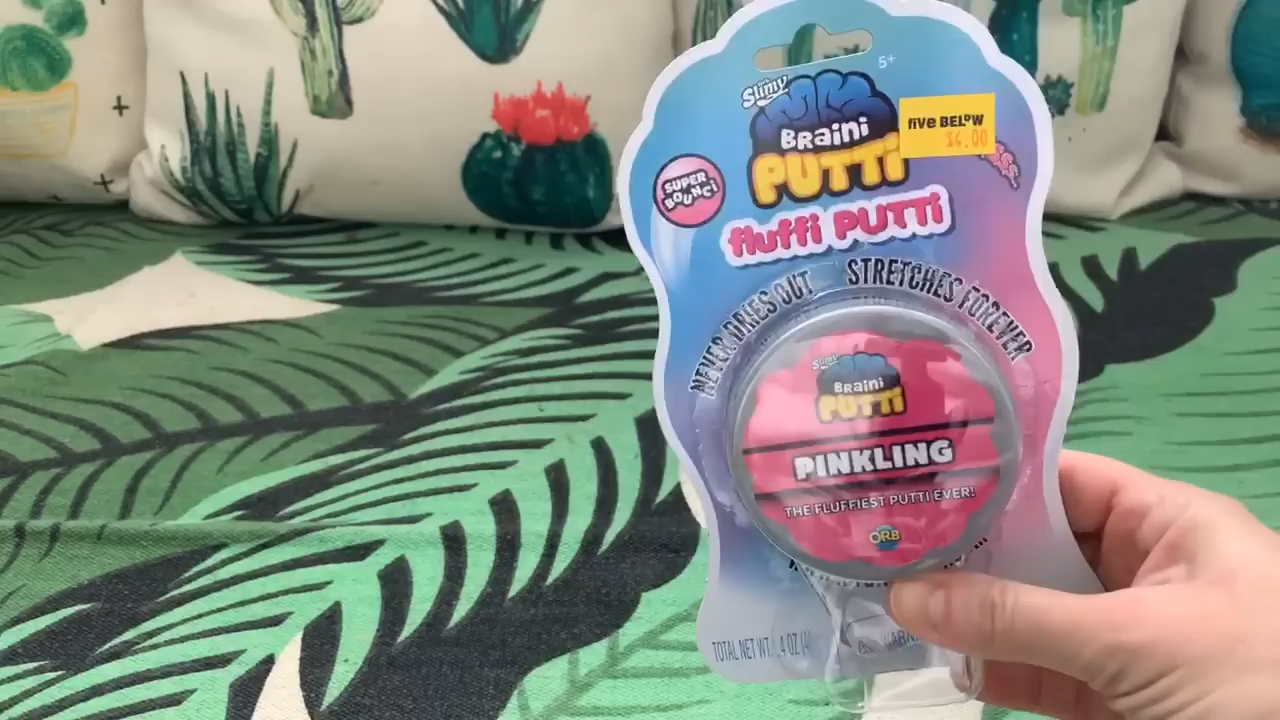 5+
Slimy
BRAINI
PUTTI
five BELOW
$4.00
SUPER
BOUNCI
fluffi PUTTI
NEVER DRIES OUT
STRETCHES FOREVER
Slimy
BRAINI
PUTTI
PINKLING
THE FLUFFIEST PUTTI EVER!
ORB
TOTAL NET WT.